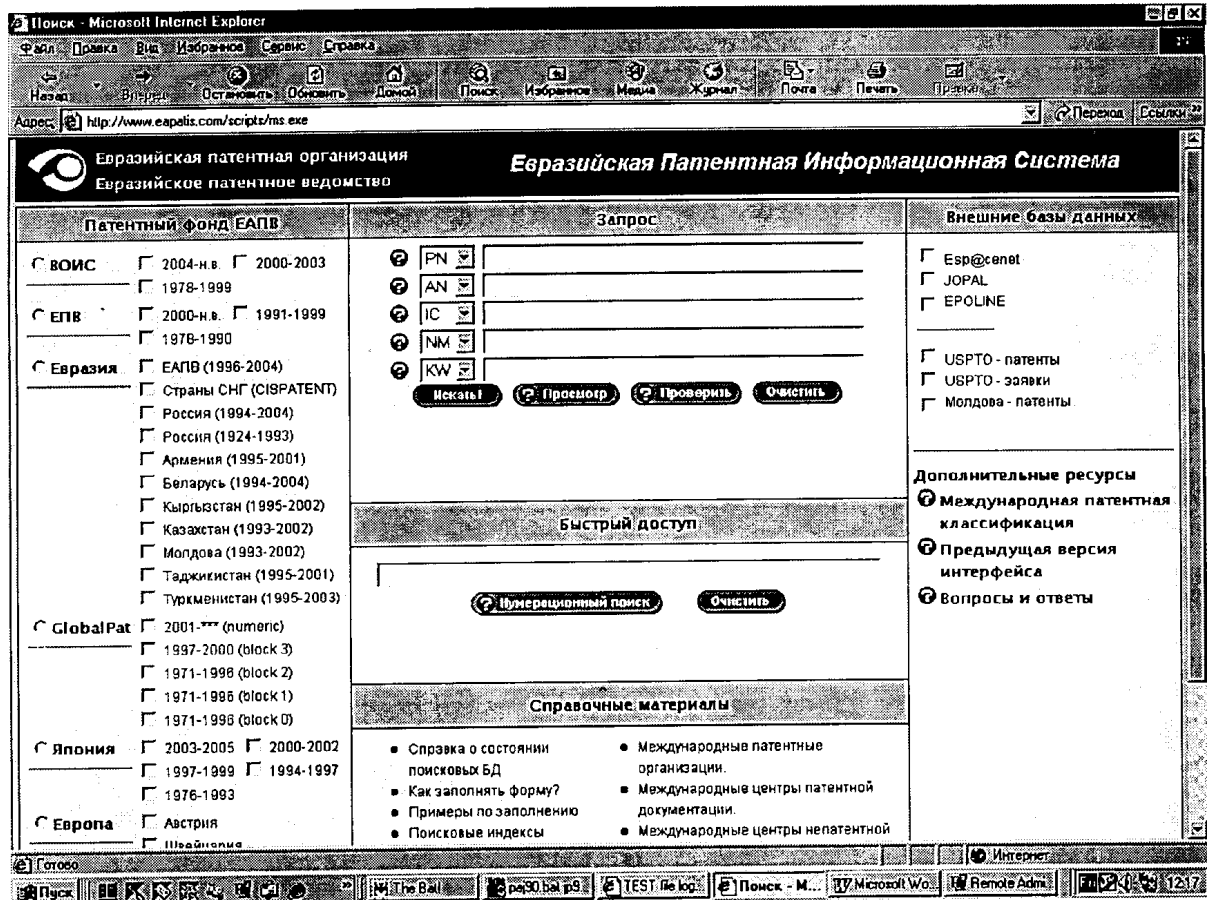 Поиск - Microsoft Internet Explorer
Файл Правка Вид Избранное Сервис Справка
Назад Вперед Остановить Обновить Домой Поиск Избранное Медиа Журнал Почта Печать Правка
Адрес http://www.eapatis.com/scripts/ms.exe Переход Ссылки
Евразийская патентная организация
Евразийское патентное ведомство
Евразийская Патентная Информационная Система
Патентный фонд ЕАПВ
ВОИС 2004-н.в. 2000-2003
1978-1999
ЕПВ 2000-н.в. 1991-1999
1978-1990
Евразия ЕАПВ (1996-2004)
Страны СНГ (CISPATENT)
Россия (1994-2004)
Россия (1924-1993)
Армения (1995-2001)
Беларусь (1994-2004)
Кыргызстан (1995-2002)
Казахстан (1993-2002)
Молдова (1993-2002)
Таджикистан (1995-2001)
Туркменистан (1995-2003)
GlobalPat 2001-*** (numeric)
1997-2000 (block 3)
1971-1996 (block 2)
1971-1996 (block 1)
1971-1996 (block 0)
Япония 2003-2005 2000-2002
1997-1999 1994-1997
1976-1993
Европа Австрия
Запрос
PN
AN
IC
NM
KW
Искать! Просмотр Проверить Очистить
Быстрый доступ
Нумерационный поиск Очистить
Справочные материалы
Справка о состоянии
поисковых БД
Как заполнять форму?
Примеры по заполнению
Поисковые индексы
Международные патентные
организации.
Международные центры патентной
документации.
Международные центры непатентной
Внешние базы данных
Esp@cenet
JOPAL
EPOLINE
USPTO - патенты
USPTO - заявки
Молдова - патенты
Дополнительные ресурсы
Международная патентная
классификация
Предыдущая версия
интерфейса
Вопросы и ответы
Готово Интернет
Пуск The Bat! TEST file log... Поиск - M... Microsoft Wo... Remote Admi... En 12:17